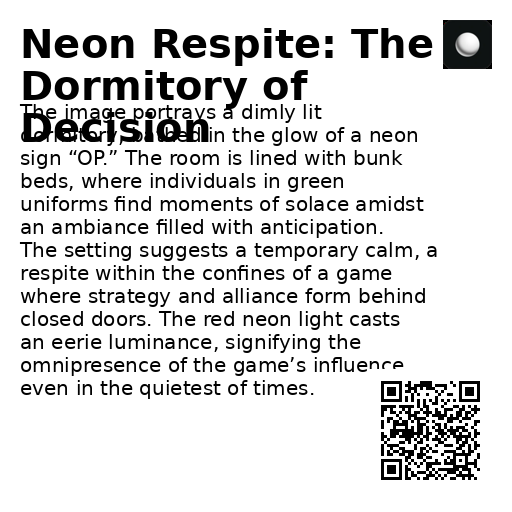 Neon Respite: The
Dormitory of
Decision
The image portrays a dimly lit
dormitory, bathed in the glow of a neon
sign “OP.” The room is lined with bunk
beds, where individuals in green
uniforms find moments of solace amidst
an ambiance filled with anticipation.
The setting suggests a temporary calm, a
respite within the confines of a game
where strategy and alliance form behind
closed doors. The red neon light casts
an eerie luminance, signifying the
omnipresence of the game’s influence
even in the quietest of times.